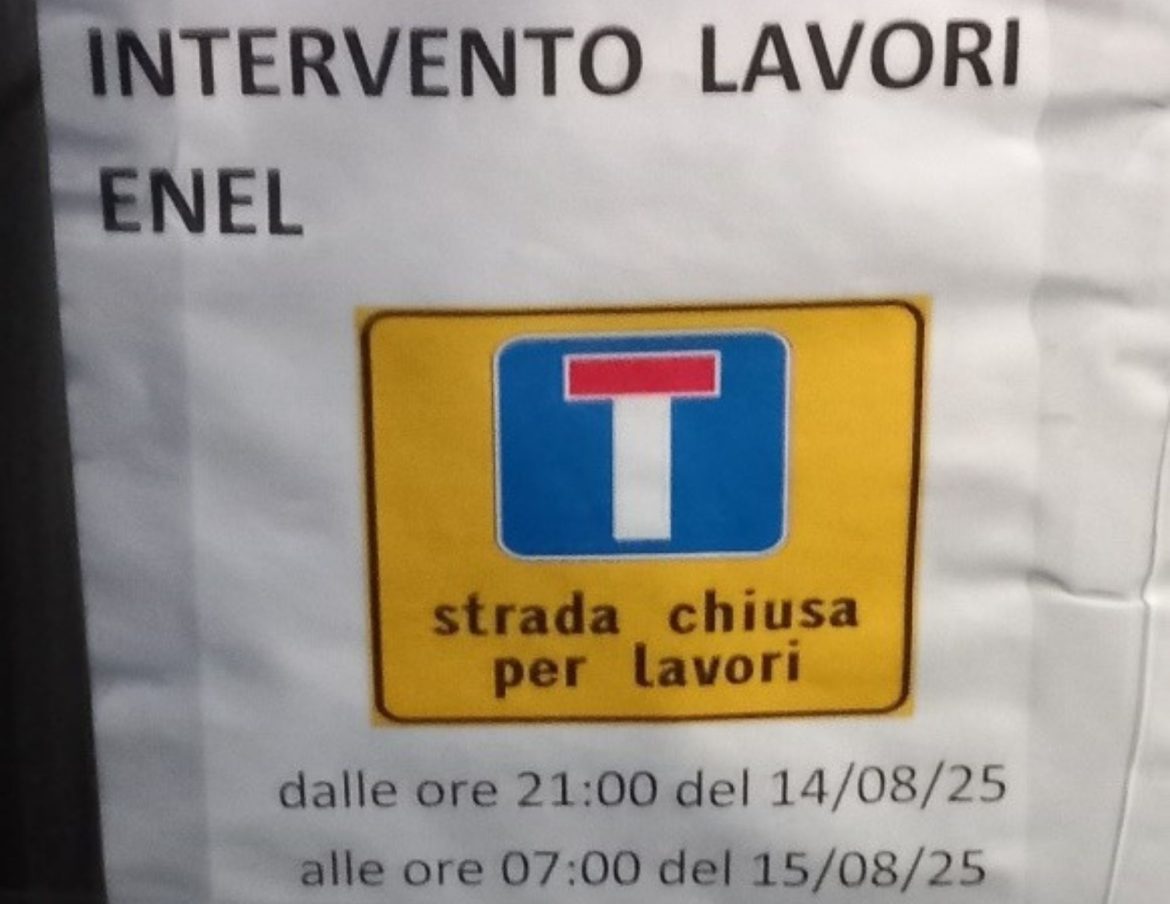 INTERVENTO LAVORI
ENEL
strada chiusa
per lavori
dalle ore 21:00 del 14/08/25
alle ore 07:00 del 15/08/25